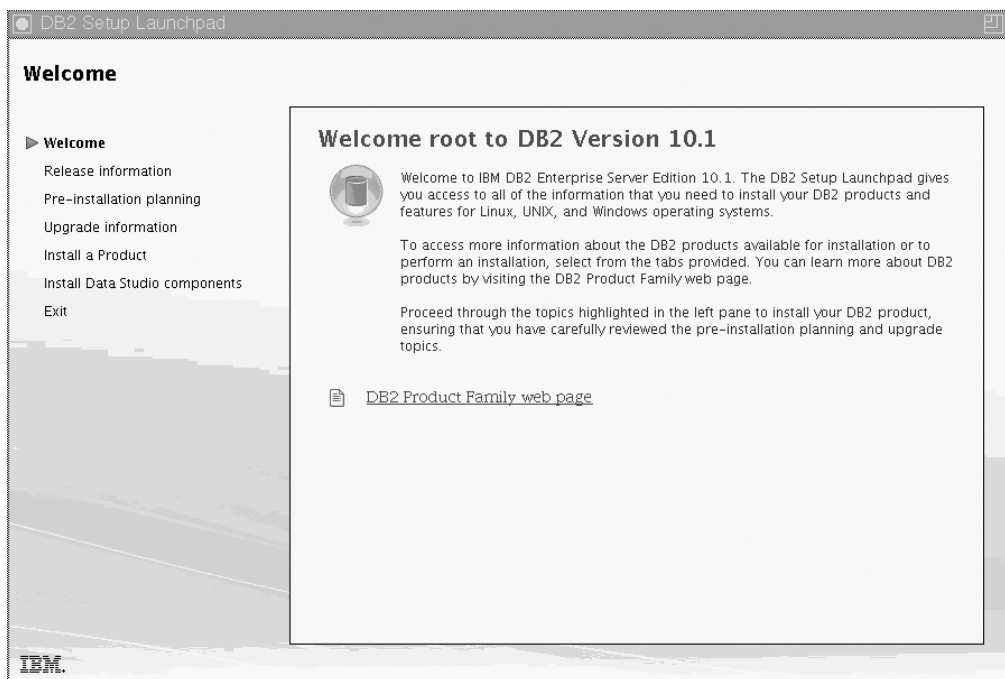 DB2 Setup Launchpad
Welcome
Welcome
Release information
Pre-installation planning
Upgrade information
Install a Product
Install Data Studio components
Exit
Welcome root to DB2 Version 10.1
Welcome to IBM DB2 Enterprise Server Edition 10.1. The DB2 Setup Launchpad gives
you access to all of the information that you need to install your DB2 products and
features for Linux, UNIX, and Windows operating systems.
To access more information about the DB2 products available for installation or to
perform an installation, select from the tabs provided. You can learn more about DB2
products by visiting the DB2 Product Family web page.
Proceed through the topics highlighted in the left pane to install your DB2 product,
ensuring that you have carefully reviewed the pre-installation planning and upgrade
topics.
DB2 Product Family web page
IBM.